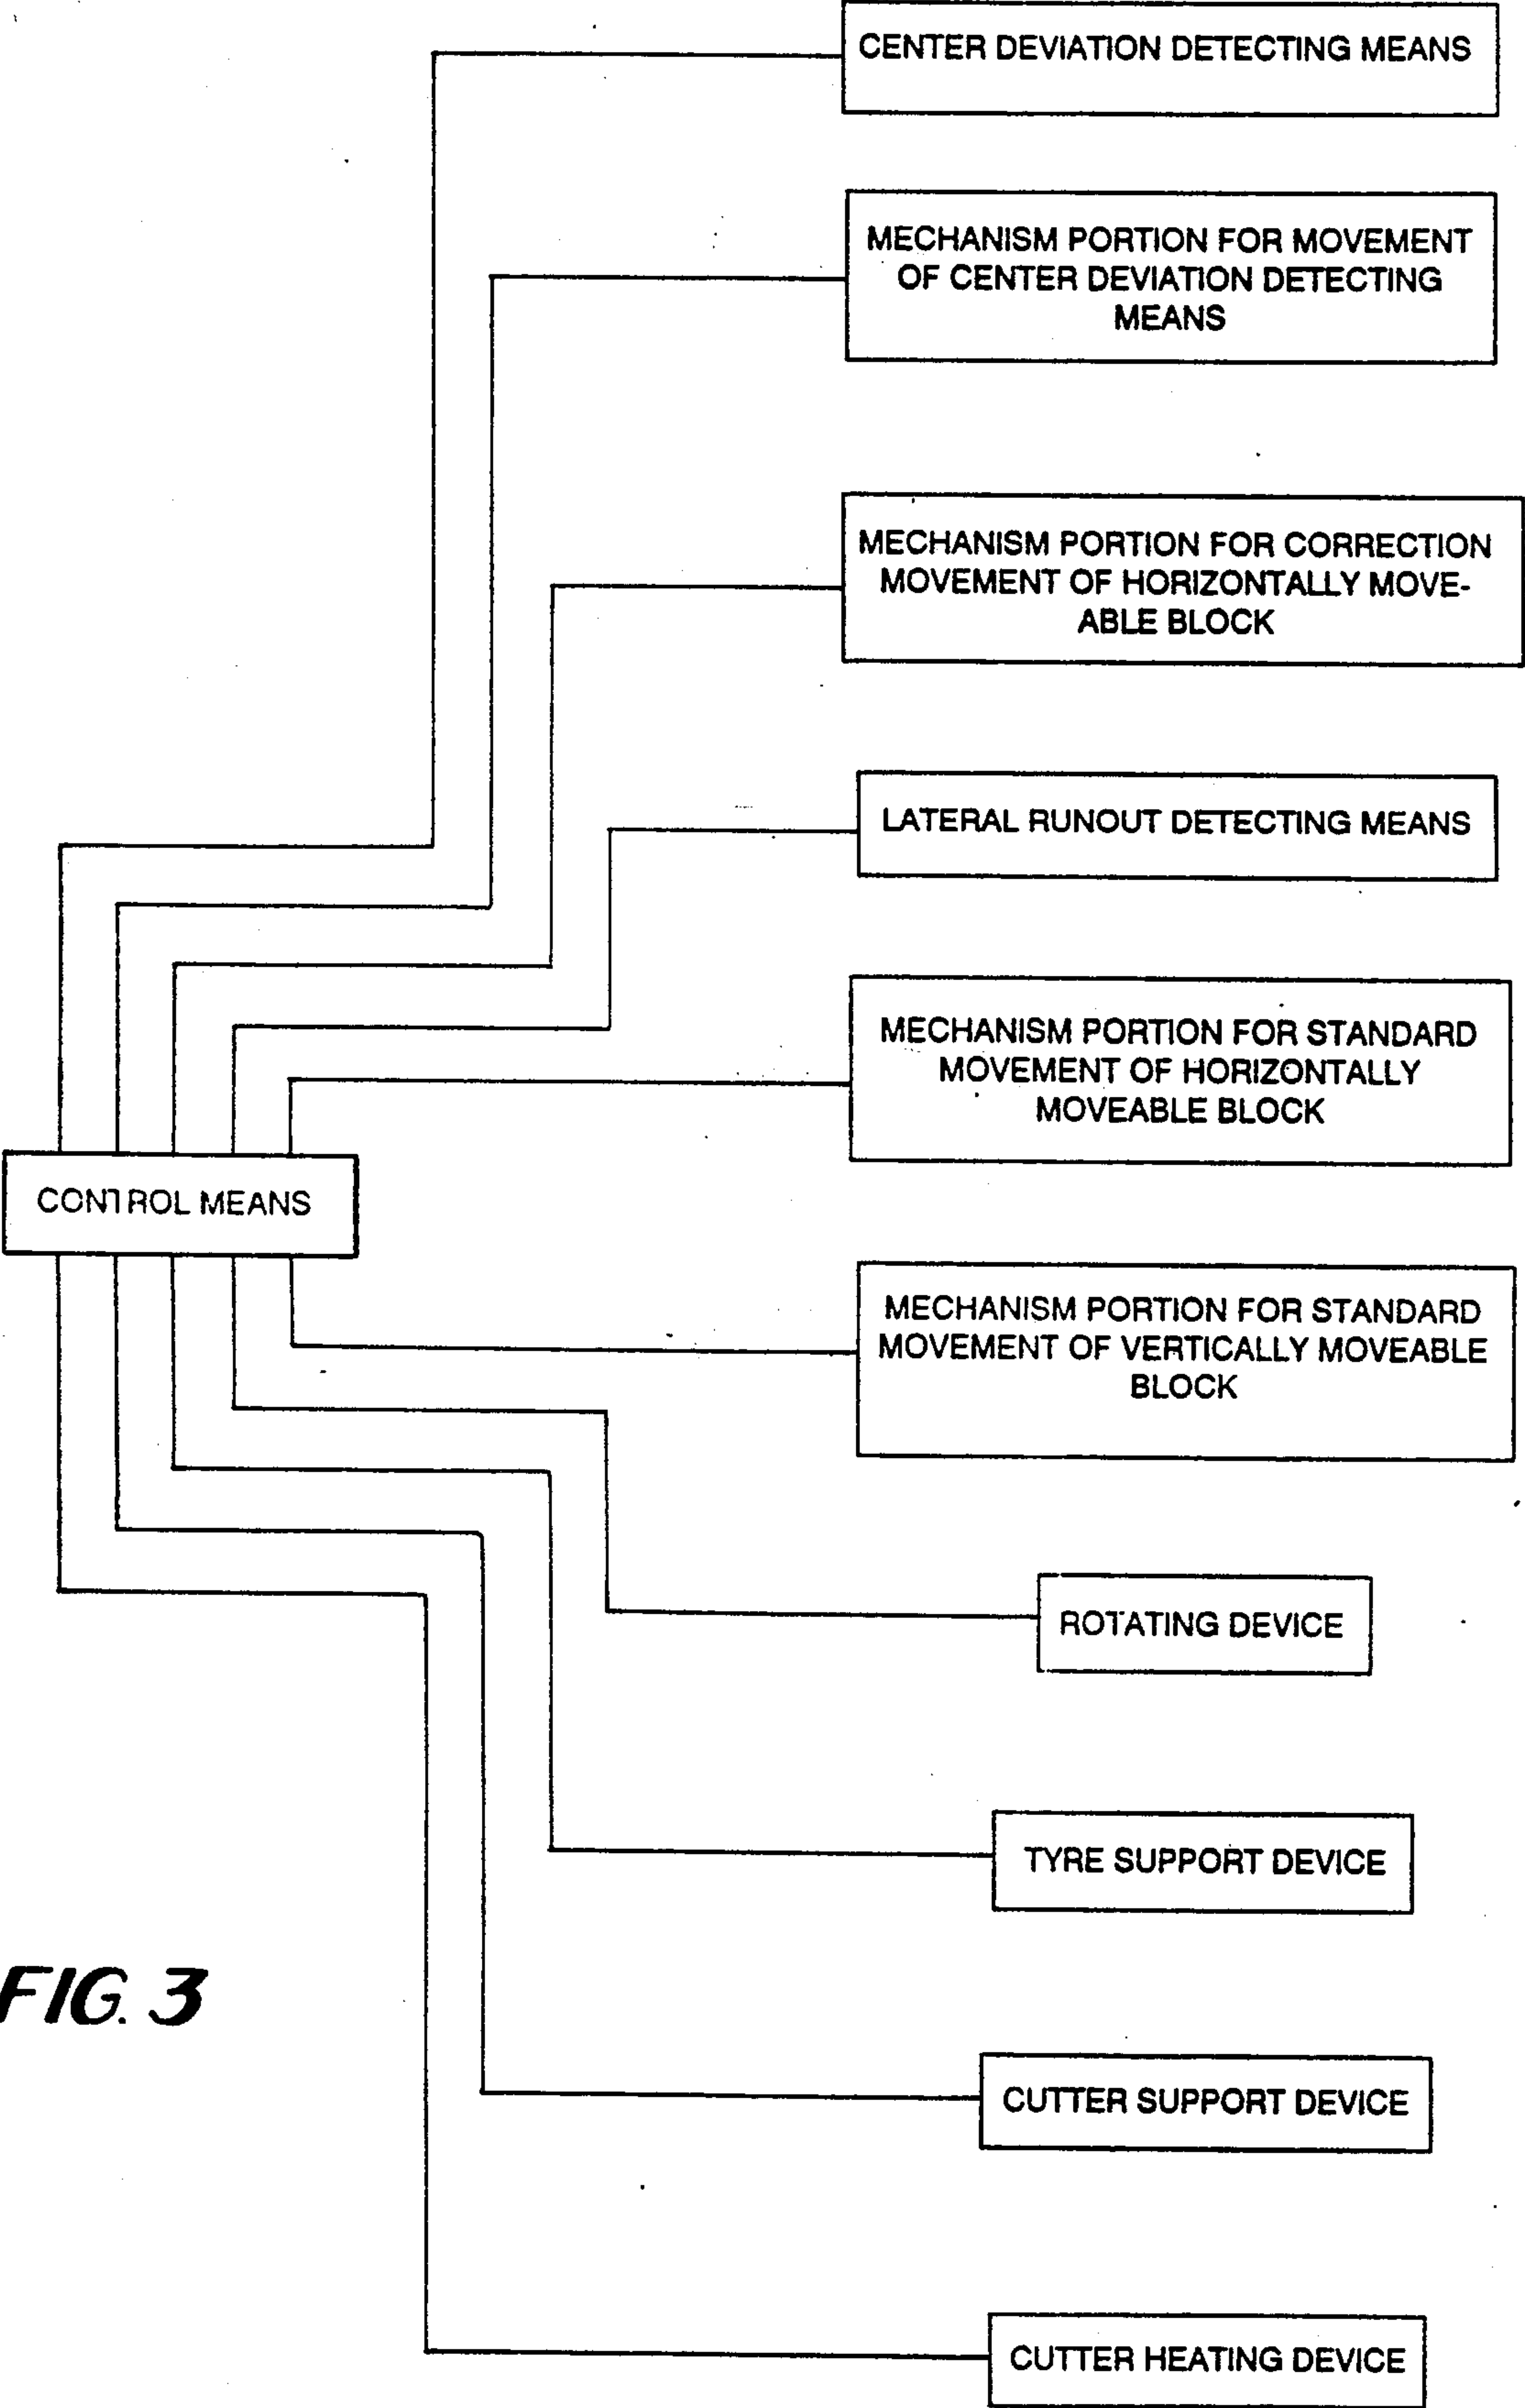 CENTER DEVIATION DETECTING MEANS
MECHANISM PORTION FOR MOVEMENT
OF CENTER DEVIATION DETECTING
MEANS
MECHANISM PORTION FOR CORRECTION
MOVEMENT OF HORIZONTALLY MOVE-
ABLE BLOCK
LATERAL RUNOUT DETECTING MEANS
MECHANISM PORTION FOR STANDARD
MOVEMENT OF HORIZONTALLY
MOVEABLE BLOCK
CONTROL MEANS
MECHANISM PORTION FOR STANDARD
MOVEMENT OF VERTICALLY MOVEABLE
BLOCK
ROTATING DEVICE
TYRE SUPPORT DEVICE
FIG. 3
CUTTER SUPPORT DEVICE
CUTTER HEATING DEVICE